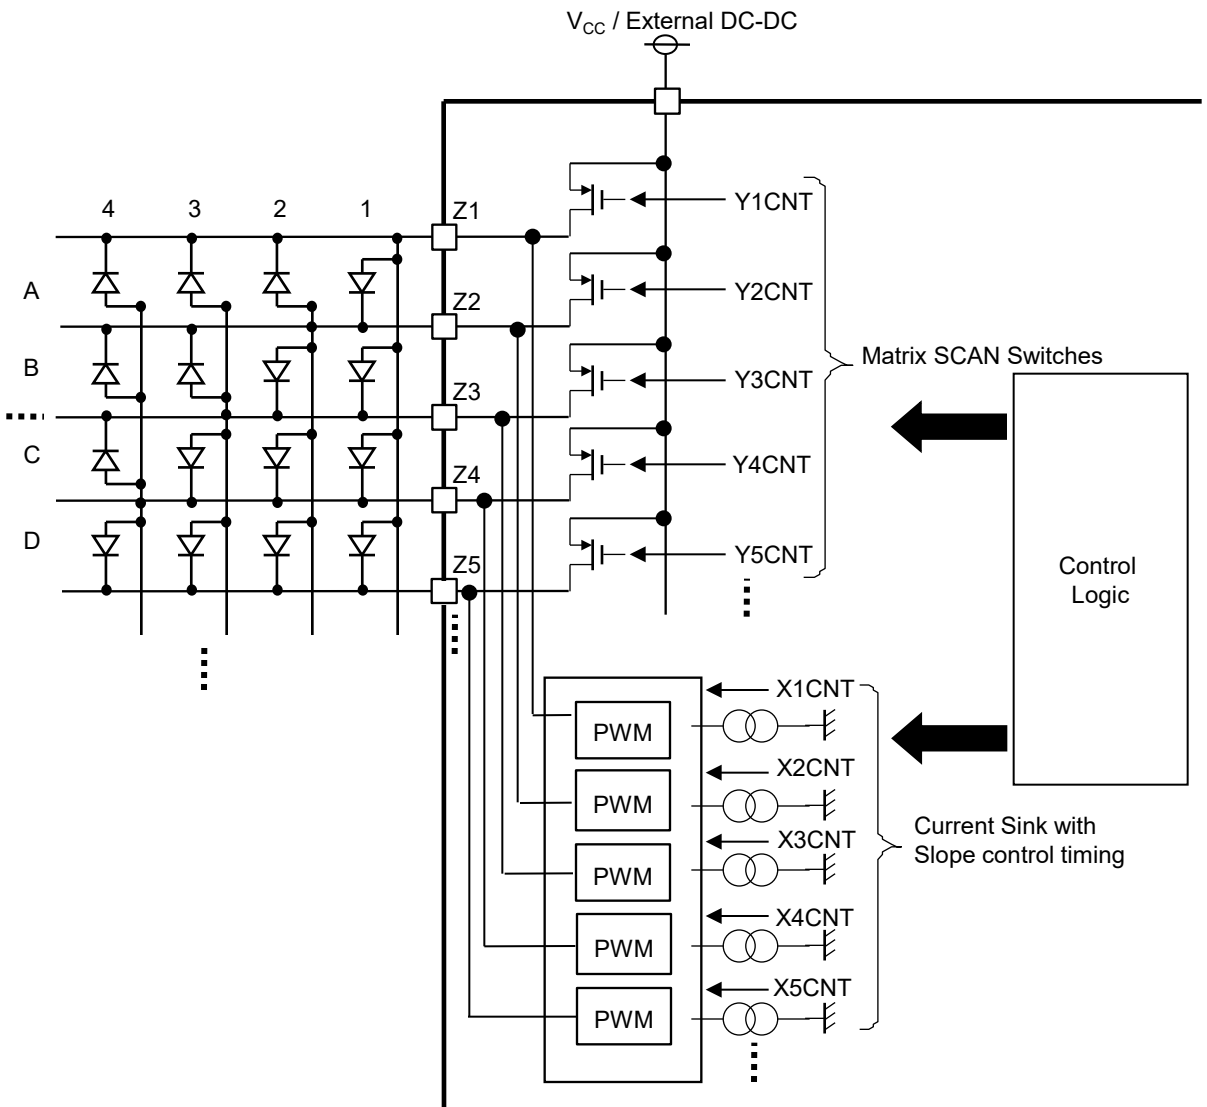 VCC / External DC-DC
4 3 2 1
Z1
Y1CNT
A
Z2
Y2CNT
B
Z3
Y3CNT
Matrix SCAN Switches
C
Z4
Y4CNT
D
Z5
Y5CNT
Control
Logic
X1CNT
PWM
X2CNT
PWM
X3CNT
PWM
X4CNT
PWM
X5CNT
PWM
Current Sink with
Slope control timing